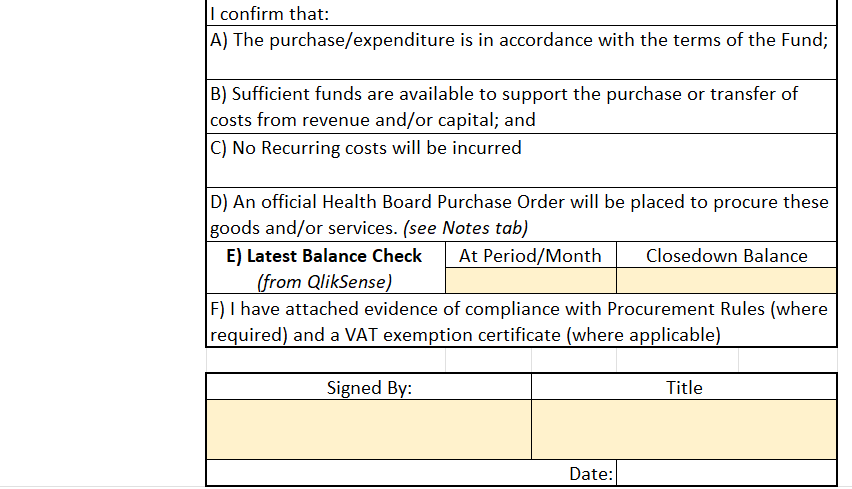 I confirm that:
A) The purchase/expenditure is in accordance with the terms of the Fund;
B) Sufficient funds are available to support the purchase or transfer of
costs from revenue and/or capital; and
C) No Recurring costs will be incurred
D) An official Health Board Purchase Order will be placed to procure these
goods and/or services. (see Notes tab)
E) Latest Balance Check At Period/Month Closedown Balance
(from QlikSense)
F) I have attached evidence of compliance with Procurement Rules (where
required) and a VAT exemption certificate (where applicable)
Signed By: Title
Date: